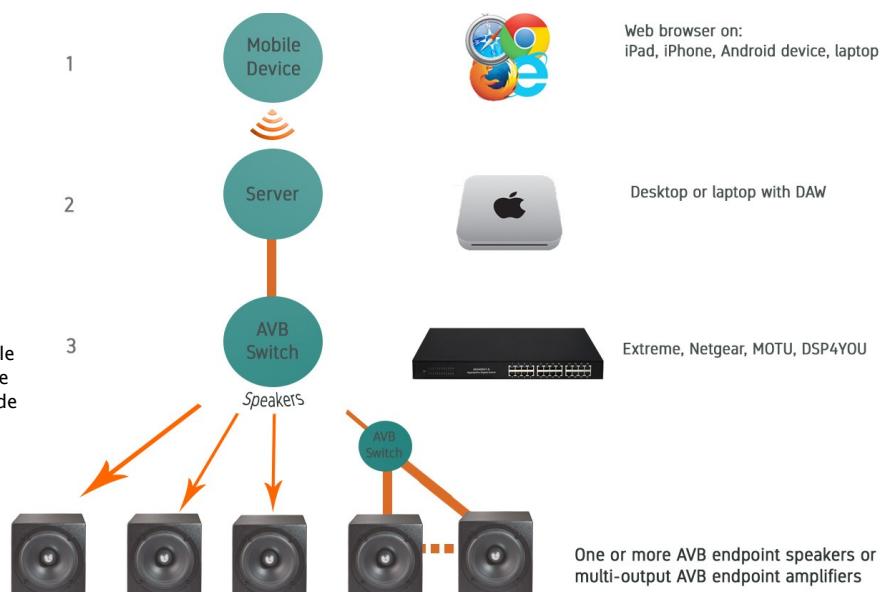 1
Mobile
Device
Web browser on:
iPad, iPhone, Android device, laptop
2
Server
Desktop or laptop with DAW
le
e
de
3
AVB
Switch
Extreme, Netgear, MOTU, DSP4YOU
Speakers
AVB
Switch
One or more AVB endpoint speakers or
multi-output AVB endpoint amplifiers